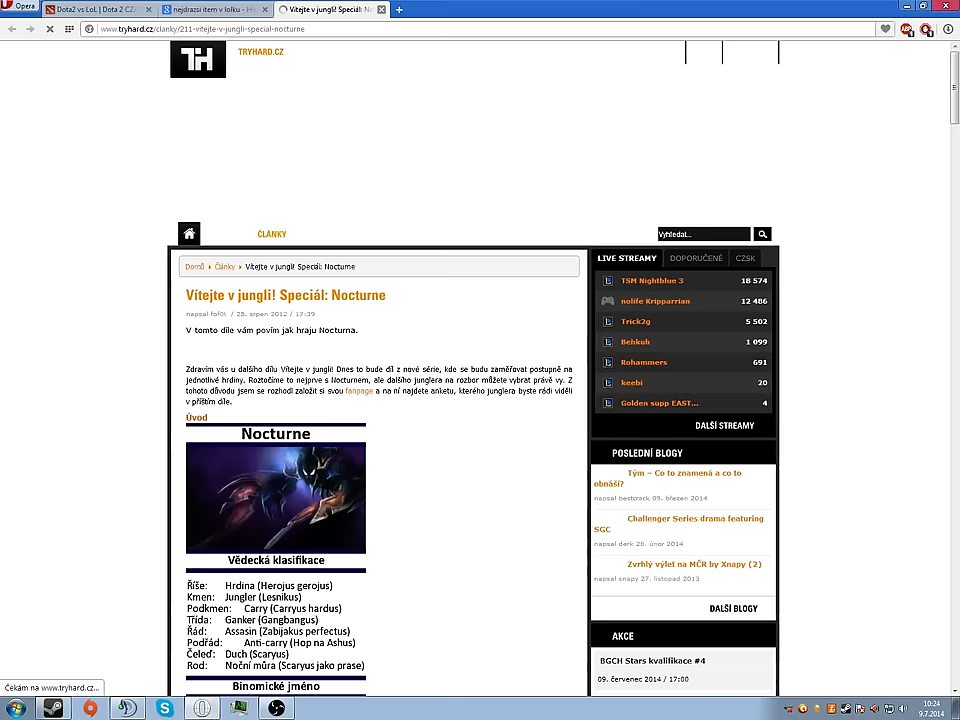 Opera
Dota2 vs LoL | Dota 2 CZ/
nejdrazsi item v lolku - H
Vítejte v jungli! Speciál: No
www.tryhard.cz/clanky/211-vitejte-v-jungli-special-nocturne
TH
TRYHARD.CZ
ČLÁNKY
Vyhledat...
Domů ▸ Články ▸ Vítejte v jungli! Speciál: Nocturne
Vítejte v jungli! Speciál: Nocturne
napsal fof0t / 25. srpen 2012 / 17:39
V tomto díle vám povím jak hraju Nocturna.
Zdravím vás u dalšího dílu Vítejte v jungli! Dnes to bude díl z nové série, kde se budu zaměřovat postupně na
jednotlivé hrdiny. Roztočíme to nejprve s Nocturnem, ale dalšího junglera na rozbor můžete vybrat právě vy. Z
tohoto důvodu jsem se rozhodl založit si svou fanpage a na ní najdete anketu, kterého junglera byste rádi viděli
v příštím díle.
Úvod
Nocturne
Vědecká klasifikace
Říše: Hrdina (Herojus gerojus)
Kmen: Jungler (Lesnikus)
Podkmen: Carry (Carryus hardus)
Třída: Ganker (Gangbangus)
Řád: Assasin (Zabijakus perfectus)
Podřád: Anti-carry (Hop na Ashus)
Čeleď: Duch (Scaryus)
Rod: Noční můra (Scaryus jako prase)
Binomické jméno
LIVE STREAMY DOPORUČENÉ CZSK
TSM Nightblue 3 18 574
nolife Kripparrian 12 486
Trick2g 5 502
Behkuh 1 099
Rohammers 691
keebi 20
Golden supp EAST... 4
DALŠÍ STREAMY
POSLEDNÍ BLOGY
Tým – Co to znamená a co to
obnáší?
napsal bestcrack 09. březen 2014
Challenger Series drama featuring
SGC
napsal derk 28. únor 2014
Zvrhlý výlet na MČR by Xnapy (2)
napsal snapy 27. listopad 2013
DALŠÍ BLOGY
AKCE
BGCH Stars kvalifikace #4
09. červenec 2014 / 17:00
Čekám na www.tryhard.cz...
10:24
9.7.2014